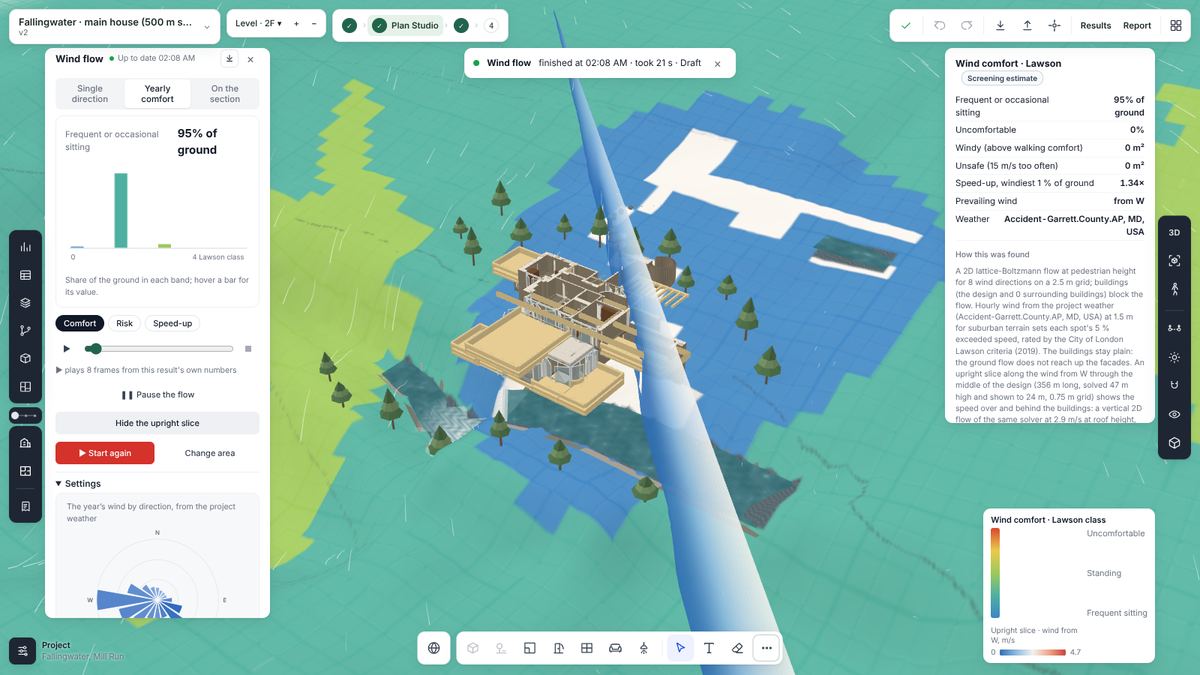 Fallingwater · main house (500 m s...
v2
Level · 2F ▾ + −
Plan Studio
4
Results
Report
Wind flow
Up to date 02:08 AM
Single direction
Yearly comfort
On the section
Frequent or occasional sitting
95% of ground
0
4 Lawson class
Share of the ground in each band; hover a bar for
its value.
Comfort
Risk
Speed-up
▶ plays 8 frames from this result's own numbers
Pause the flow
Hide the upright slice
▶ Start again
Change area
▼ Settings
The year's wind by direction, from the project
weather
N
W
E
Project
Fallingwater, Mill Run
Wind flow finished at 02:08 AM · took 21 s · Draft
Wind comfort · Lawson
Screening estimate
Frequent or occasional sitting 95% of ground
Uncomfortable 0%
Windy (above walking comfort) 0 m²
Unsafe (15 m/s too often) 0 m²
Speed-up, windiest 1 % of ground 1.34×
Prevailing wind from W
Weather Accident-Garrett.County.AP, MD,
USA
How this was found
A 2D lattice-Boltzmann flow at pedestrian height
for 8 wind directions on a 2.5 m grid; buildings
(the design and 0 surrounding buildings) block the
flow. Hourly wind from the project weather
(Accident-Garrett.County.AP, MD, USA) at 1.5 m
for suburban terrain sets each spot's 5 %
exceeded speed, rated by the City of London
Lawson criteria (2019). The buildings stay plain:
the ground flow does not reach up the facades. An
upright slice along the wind from W through the
middle of the design (356 m long, solved 47 m
high and shown to 24 m, 0.75 m grid) shows the
speed over and behind the buildings: a vertical 2D
flow of the same solver at 2.9 m/s at roof height,
3D
Wind comfort · Lawson class
Uncomfortable
Standing
Frequent sitting
Upright slice · wind from
W, m/s
0
4.7